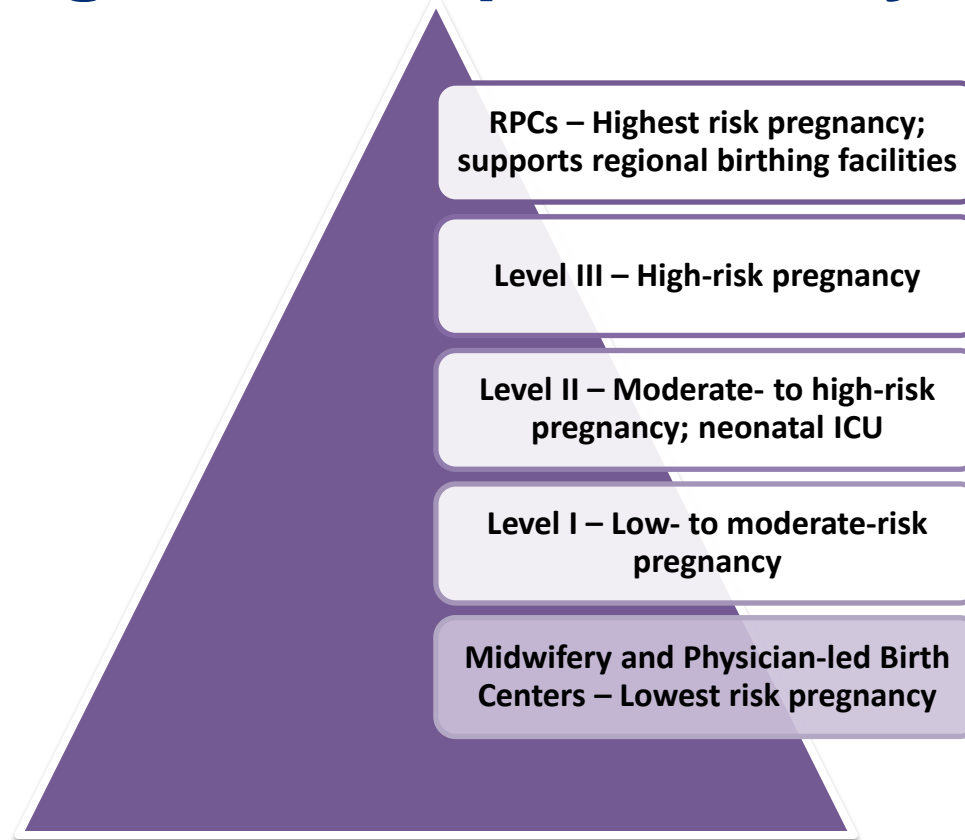 RPCs – Highest risk pregnancy;
supports regional birthing facilities
Level III – High-risk pregnancy
Level II – Moderate- to high-risk
pregnancy; neonatal ICU
Level I – Low- to moderate-risk
pregnancy
Midwifery and Physician-led Birth
Centers – Lowest risk pregnancy